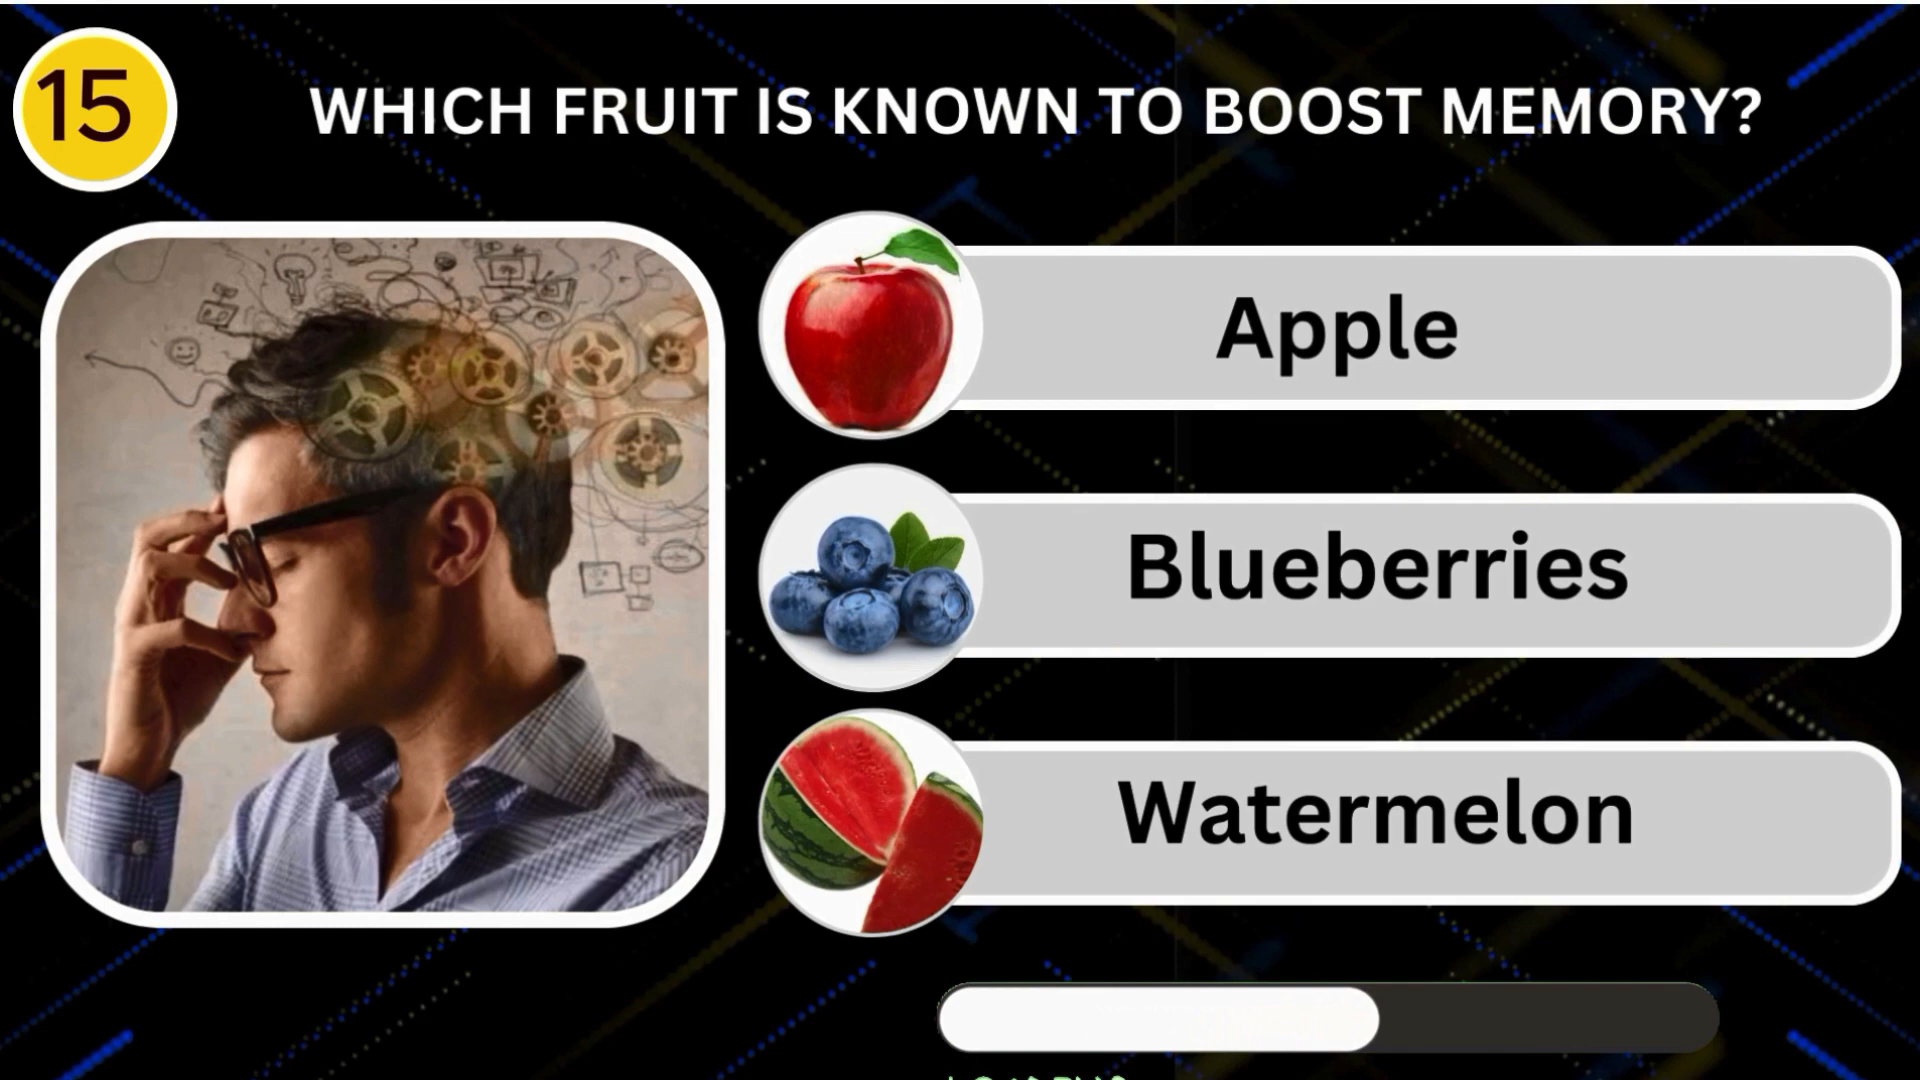 15
WHICH FRUIT IS KNOWN TO BOOST MEMORY?
Apple
Blueberries
Watermelon